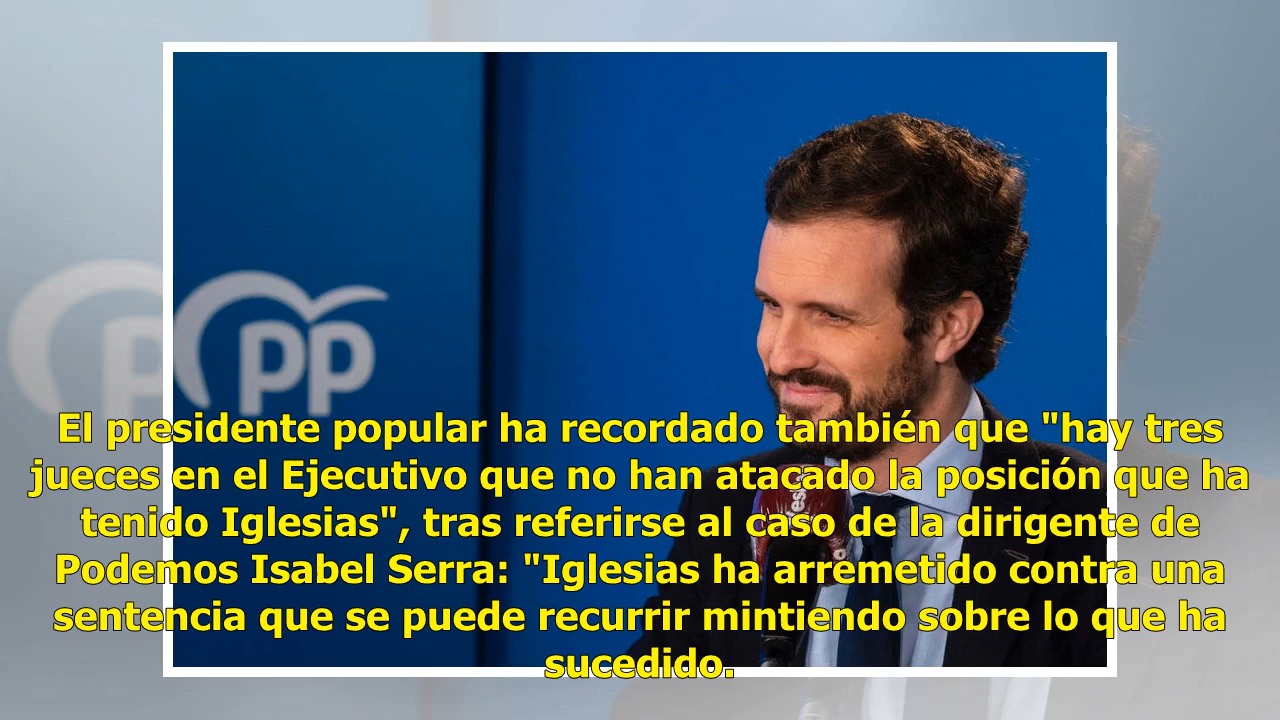 pp
El presidente popular ha recordado también que "hay tres
jueces en el Ejecutivo que no han atacado la posición que ha
tenido Iglesias", tras referirse al caso de la dirigente de
Podemos Isabel Serra: "Iglesias ha arremetido contra una
sentencia que se puede recurrir mintiendo sobre lo que ha
sucedido.